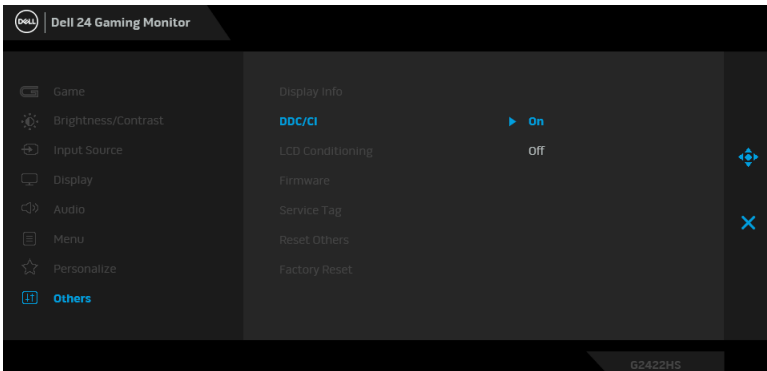 DELL
Dell 24 Gaming Monitor
Game
Brightness/Contrast
Input Source
Display
Audio
Menu
Personalize
Others
Display Info
DDC/CI
LCD Conditioning
Firmware
Service Tag
Reset Others
Factory Reset
On
Off
G2422HS